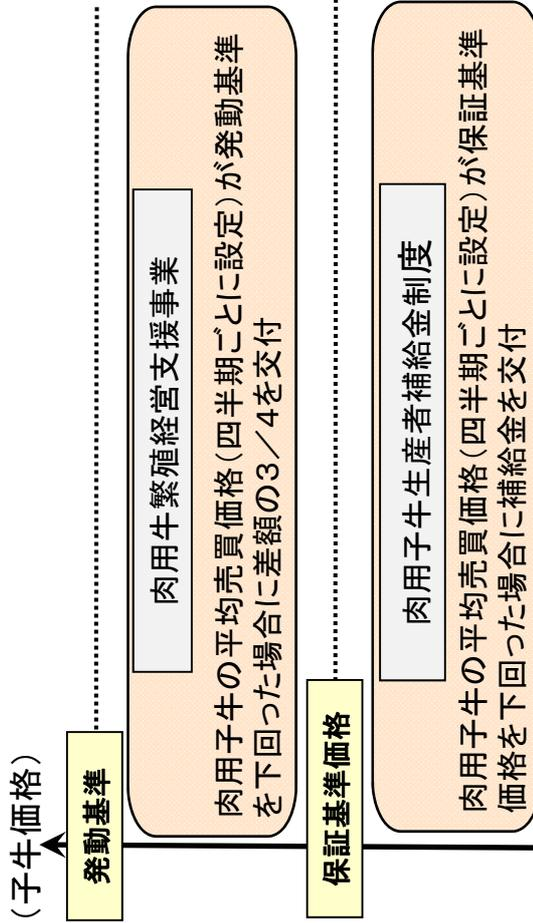 （子牛価格）
発動基準
肉用牛繁殖経営支援事業
肉用子牛の平均売買価格（四半期ごとに設定）が発動基準
を下回った場合に差額の３／４を交付
保証基準価格
肉用子牛生産者補給金制度
肉用子牛の平均売買価格（四半期ごとに設定）が保証基準
価格を下回った場合に補給金を交付